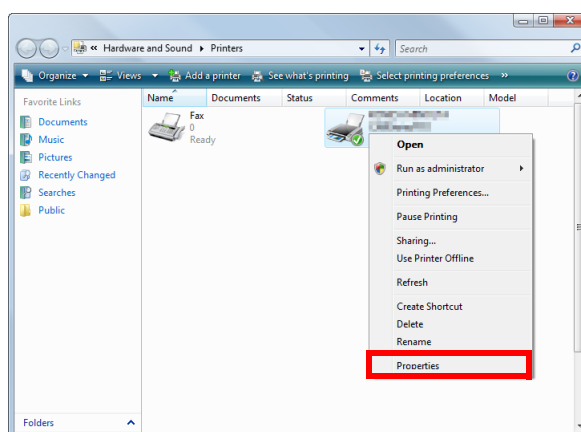 « Hardware and Sound ▸ Printers
Search
Organize Views Add a printer See what's printing Select printing preferences »
Favorite Links
Name Documents Status Comments Location Model
Documents
Music
Pictures
Recently Changed
Searches
Public
Fax
0
Ready
Open
Run as administrator
Printing Preferences...
Pause Printing
Sharing...
Use Printer Offline
Refresh
Create Shortcut
Delete
Rename
Properties
Folders